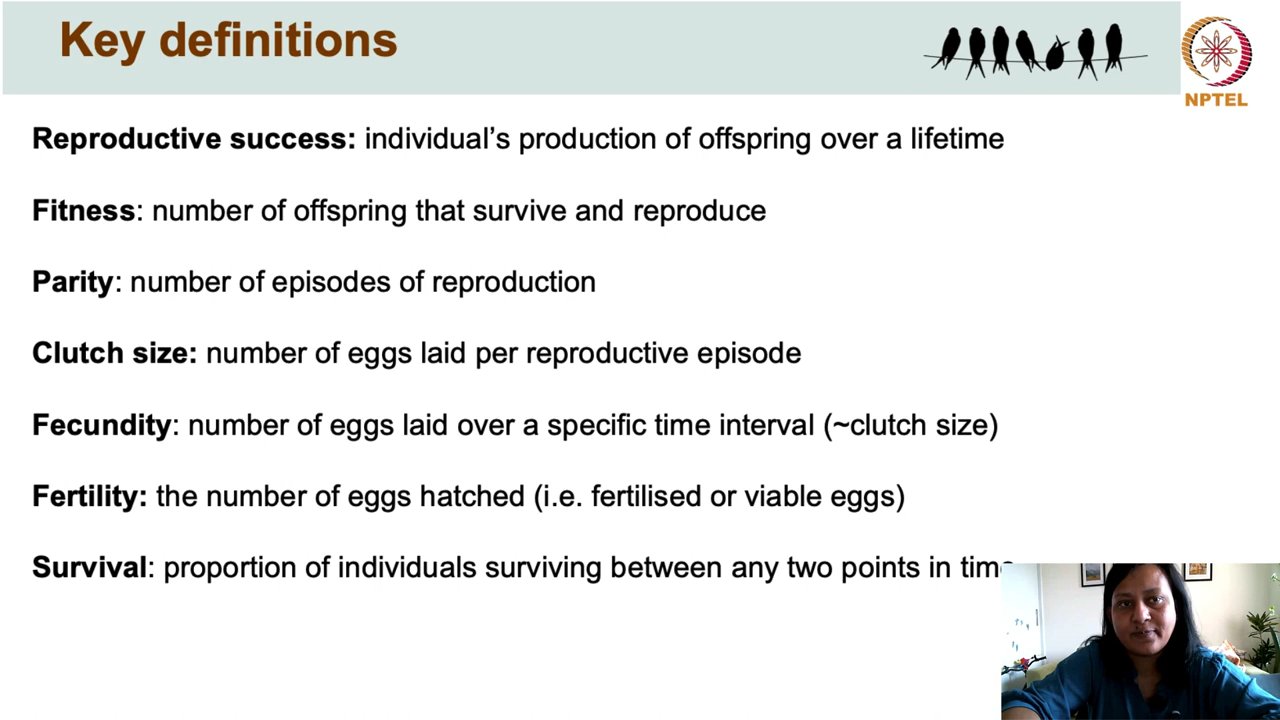 Key definitions
NPTEL
Reproductive success: individual's production of offspring over a lifetime
Fitness: number of offspring that survive and reproduce
Parity: number of episodes of reproduction
Clutch size: number of eggs laid per reproductive episode
Fecundity: number of eggs laid over a specific time interval (~clutch size)
Fertility: the number of eggs hatched (i.e. fertilised or viable eggs)
Survival: proportion of individuals surviving between any two points in time